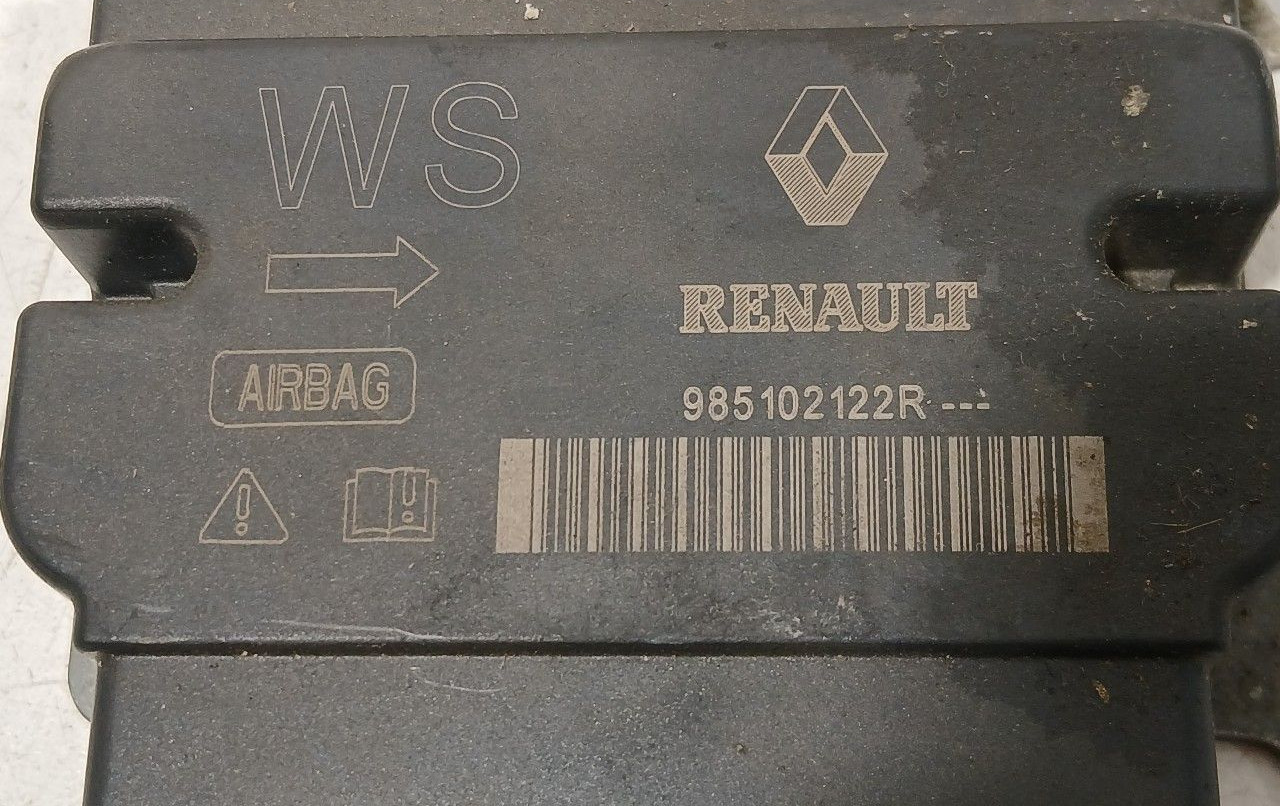 WS
RENAULT
AIRBAG
985102122R ---